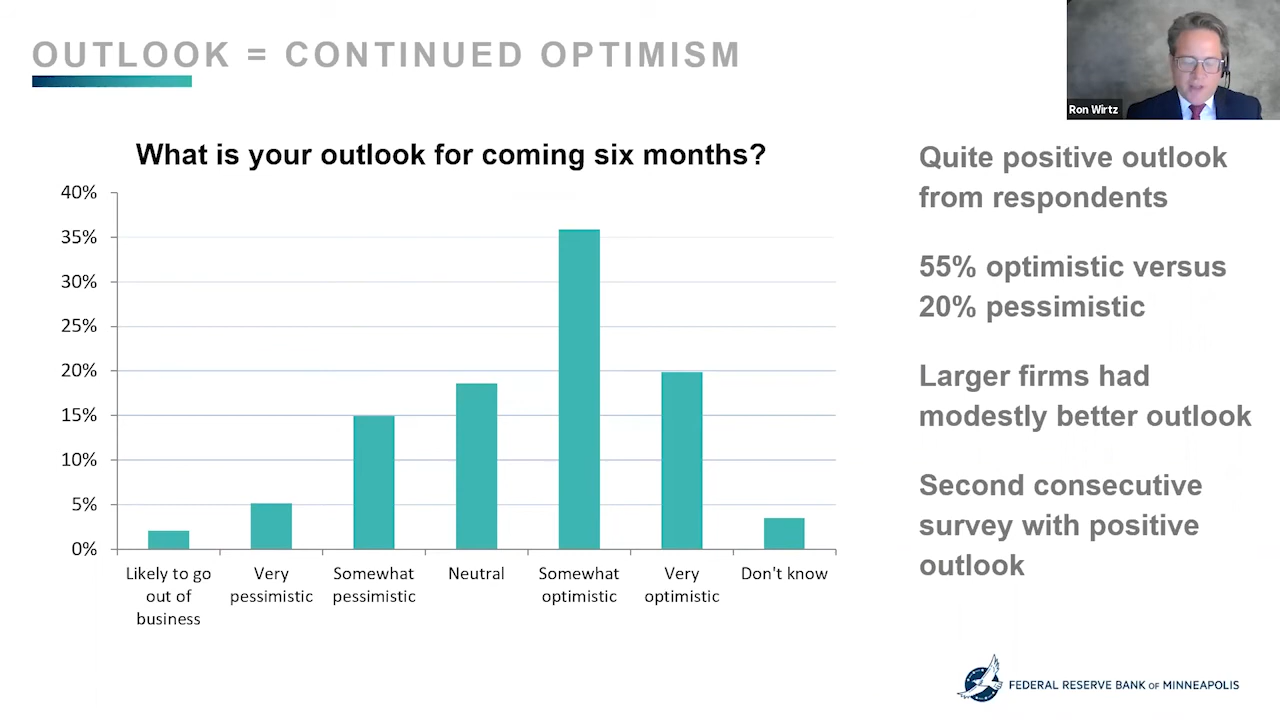 OUTLOOK = CONTINUED OPTIMISM
Ron Wirtz
What is your outlook for coming six months?
40%
35%
30%
25%
20%
15%
10%
5%
0%
Likely to go
out of
business
Very
pessimistic
Somewhat
pessimistic
Neutral
Somewhat
optimistic
Very
optimistic
Don't know
Quite positive outlook
from respondents
55% optimistic versus
20% pessimistic
Larger firms had
modestly better outlook
Second consecutive
survey with positive
outlook
FEDERAL RESERVE BANK OF MINNEAPOLIS